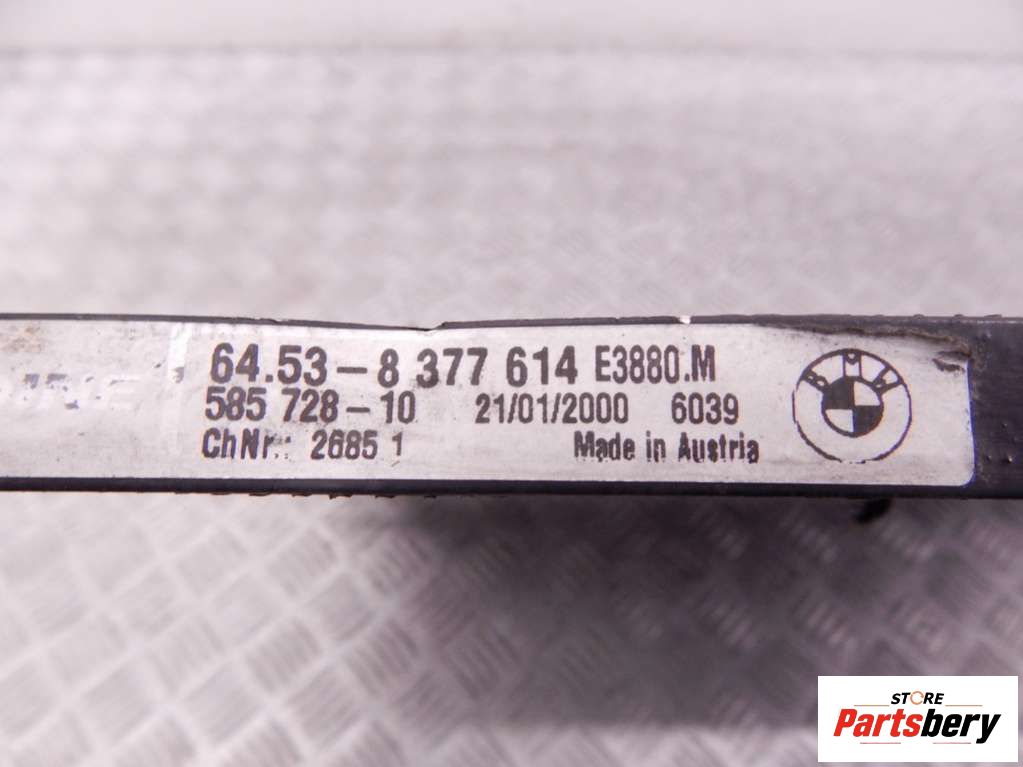 64.53-8 377 614 E3880.M
585 728-10 21/01/2000 6039
ChNr.: 2685 1 Made in Austria
BMW
STORE
Partsbery